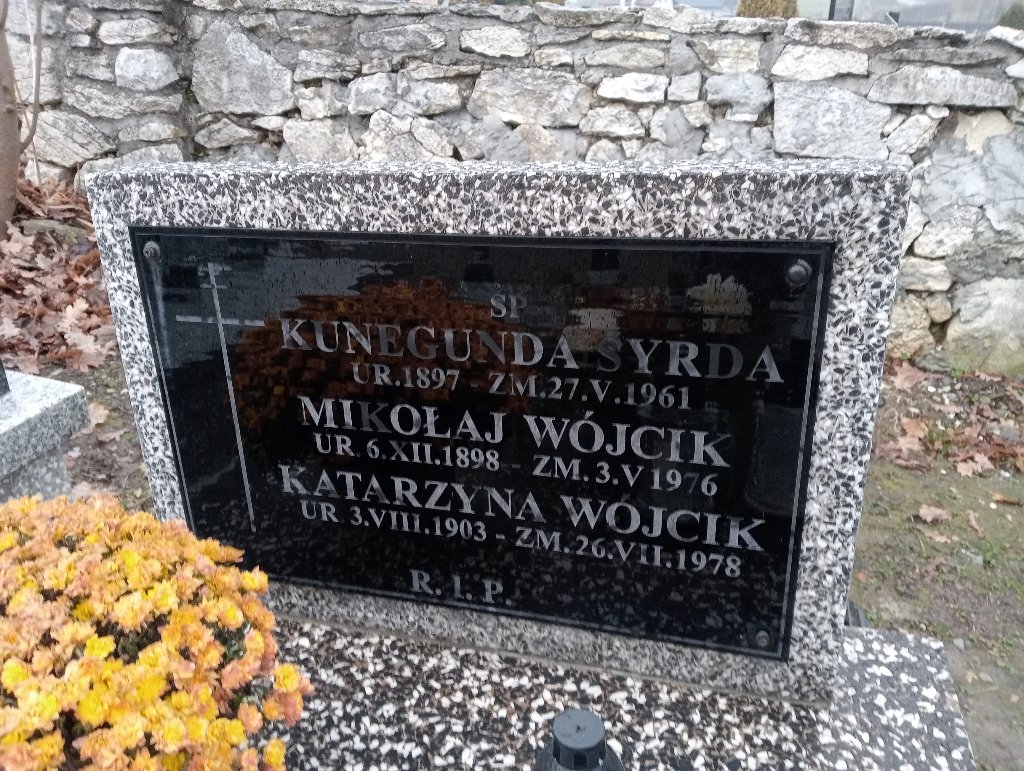 ŚP
KUNEGUNDA SYRDA
UR.1897 - ZM.27.V.1961
MIKOŁAJ WÓJCIK
UR. 6.XII.1898 - ZM. 3.V 1976
KATARZYNA WÓJCIK
UR. 3.VIII.1903 - ZM.26.VII.1978
R. I. P.